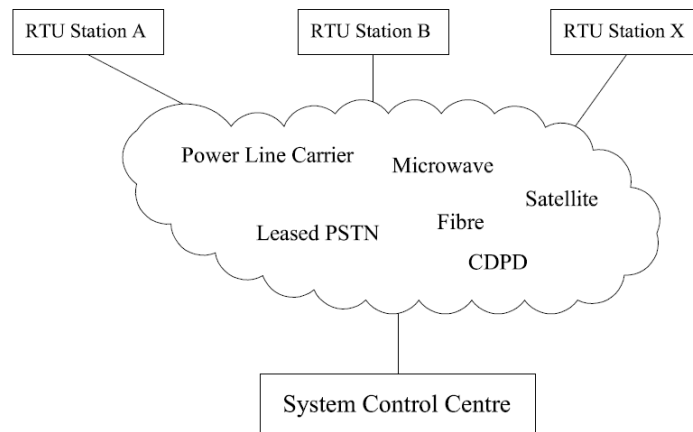 RTU Station A
RTU Station B
RTU Station X
Power Line Carrier
Microwave
Satellite
Leased PSTN
Fibre
CDPD
System Control Centre